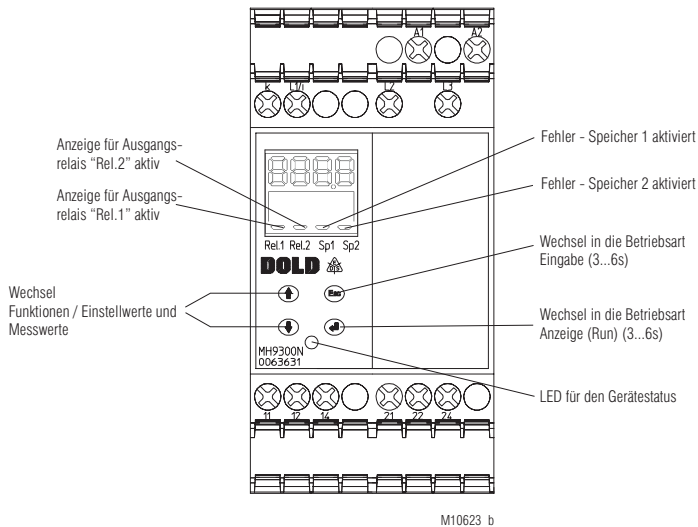 A1 A2
k L1/i L2 L3
Anzeige für Ausgangs-
relais "Rel.2" aktiv
Anzeige für Ausgangs-
relais "Rel.1" aktiv
Fehler - Speicher 1 aktiviert
Fehler - Speicher 2 aktiviert
8888
Rel.1 Rel.2 Sp1 Sp2
DOLD
Esc
Wechsel in die Betriebsart
Eingabe (3...6s)
Wechsel
Funktionen / Einstellwerte und
Messwerte
Wechsel in die Betriebsart
Anzeige (Run) (3...6s)
MH9300N
0063631
LED für den Gerätestatus
11 12 14 21 22 24
M10623_b